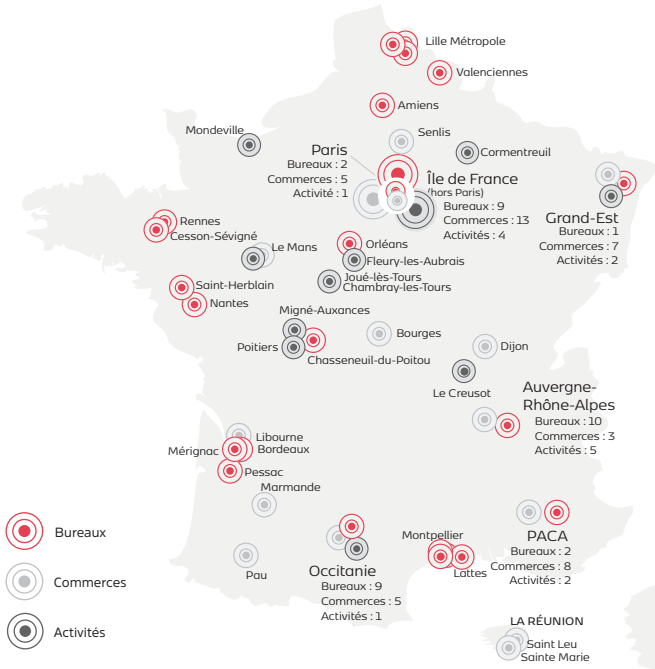 Lille Métropole
Valenciennes
Amiens
Mondeville
Senlis
Cormentreuil
Paris
Bureaux : 2
Commerces : 5
Activité : 1
Île de France
(hors Paris)
Bureaux : 9
Commerces : 13
Activités : 4
Grand-Est
Bureaux : 1
Commerces : 7
Activités : 2
Rennes
Cesson-Sévigné
Le Mans
Orléans
Fleury-les-Aubrais
Joué-lès-Tours
Chambray-les-Tours
Saint-Herblain
Nantes
Migné-Auxances
Poitiers
Chasseneuil-du-Poitou
Bourges
Dijon
Le Creusot
Auvergne-
Rhône-Alpes
Bureaux : 10
Commerces : 3
Activités : 5
Libourne
Bordeaux
Mérignac
Pessac
Marmande
Pau
Occitanie
Bureaux : 9
Commerces : 5
Activités : 1
Montpellier
Lattes
PACA
Bureaux : 2
Commerces : 8
Activités : 2
LA RÉUNION
Saint Leu
Sainte Marie
Bureaux
Commerces
Activités